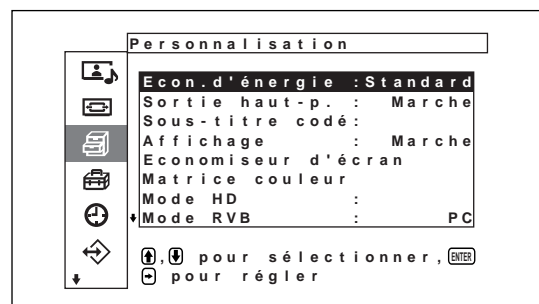 Personnalisation
Econ.d'énergie :Standard
Sortie haut-p. : Marche
Sous-titre codé:
Affichage : Marche
Economiseur d'écran
Matrice couleur
Mode HD :
Mode RVB : PC
, pour sélectionner, ENTER
pour régler